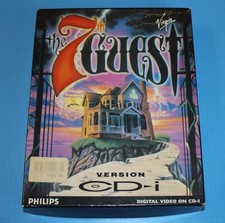 Virgin
the 7th GUEST
VERSION
CD-i
PHILIPS
DIGITAL VIDEO ON CD-I